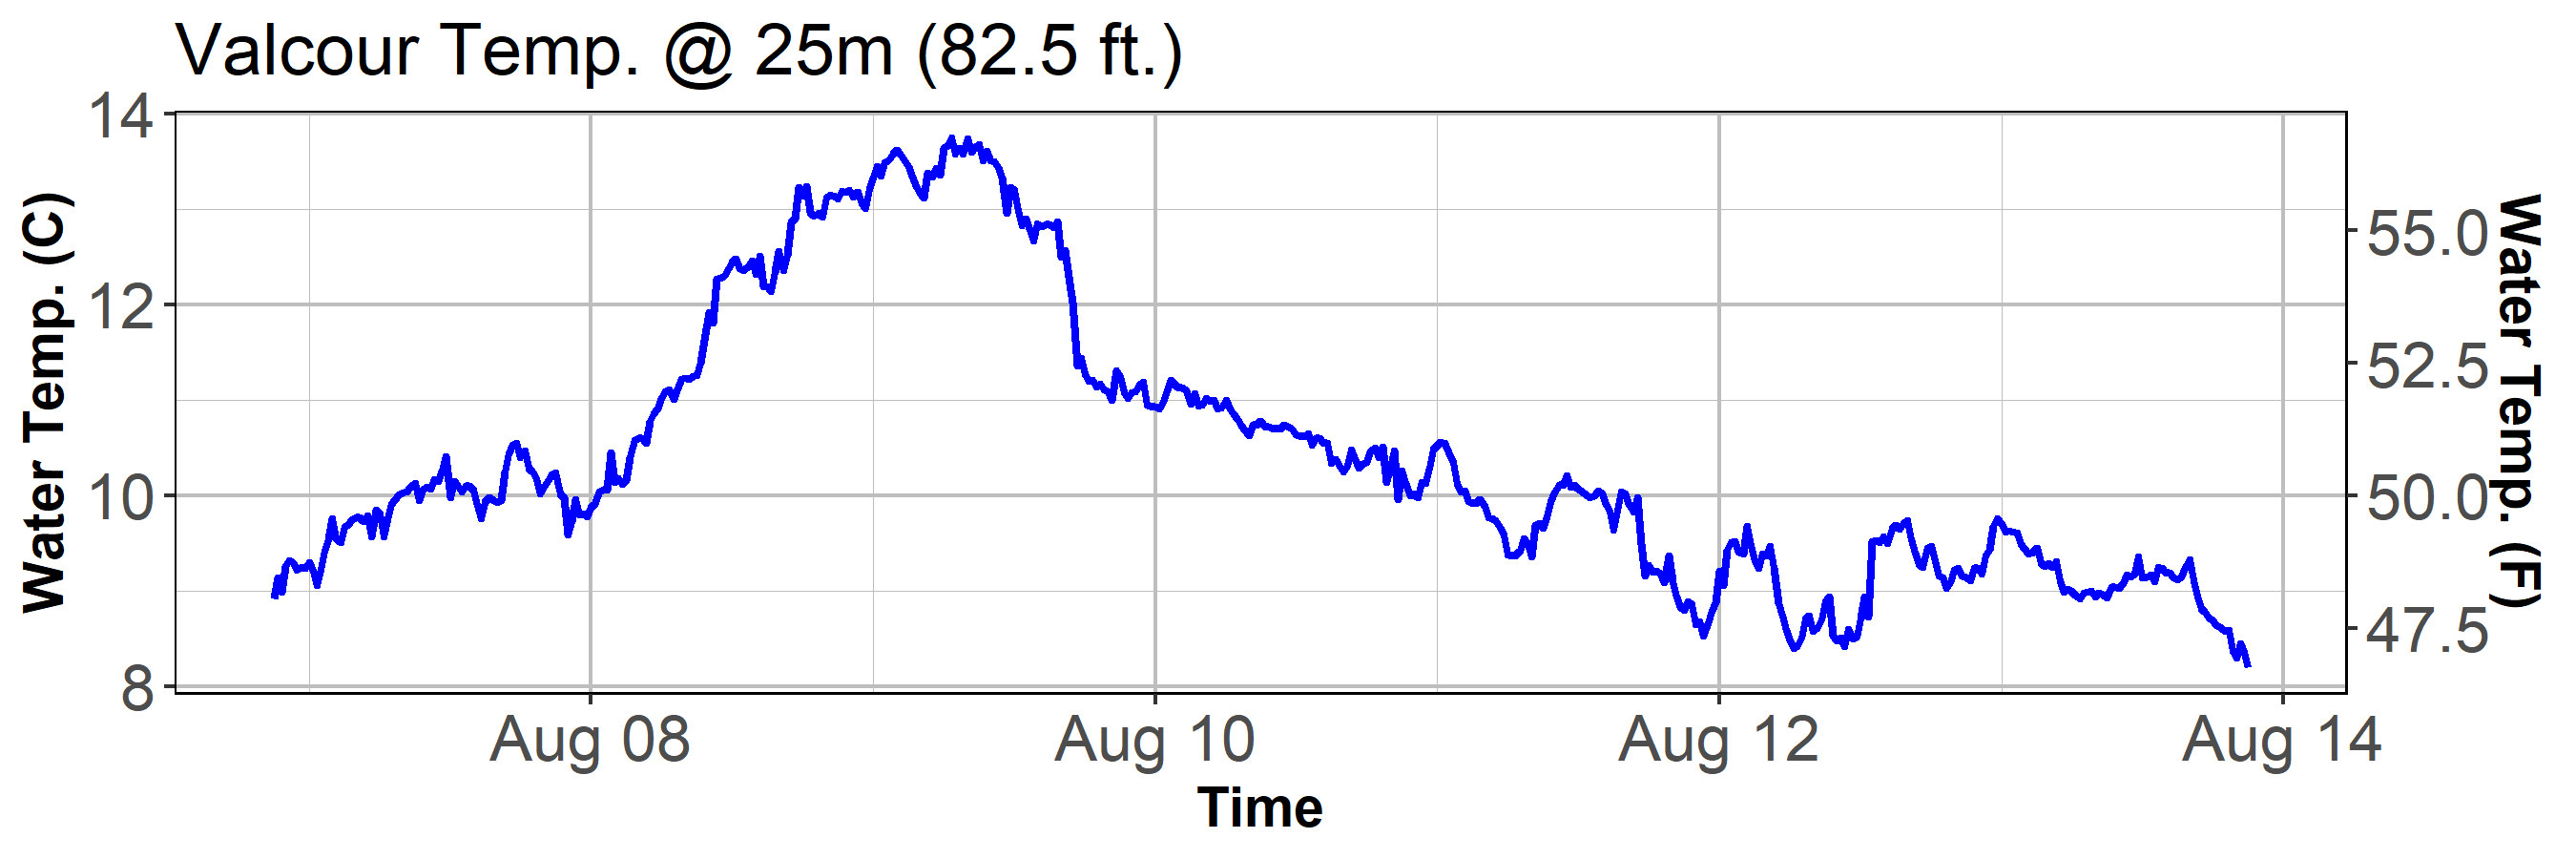 Valcour Temp. @ 25m (82.5 ft.)
14
12
10
8
Water Temp. (C)
55.0
52.5
50.0
47.5
Water Temp. (F)
Aug 08
Aug 10
Aug 12
Aug 14
Time